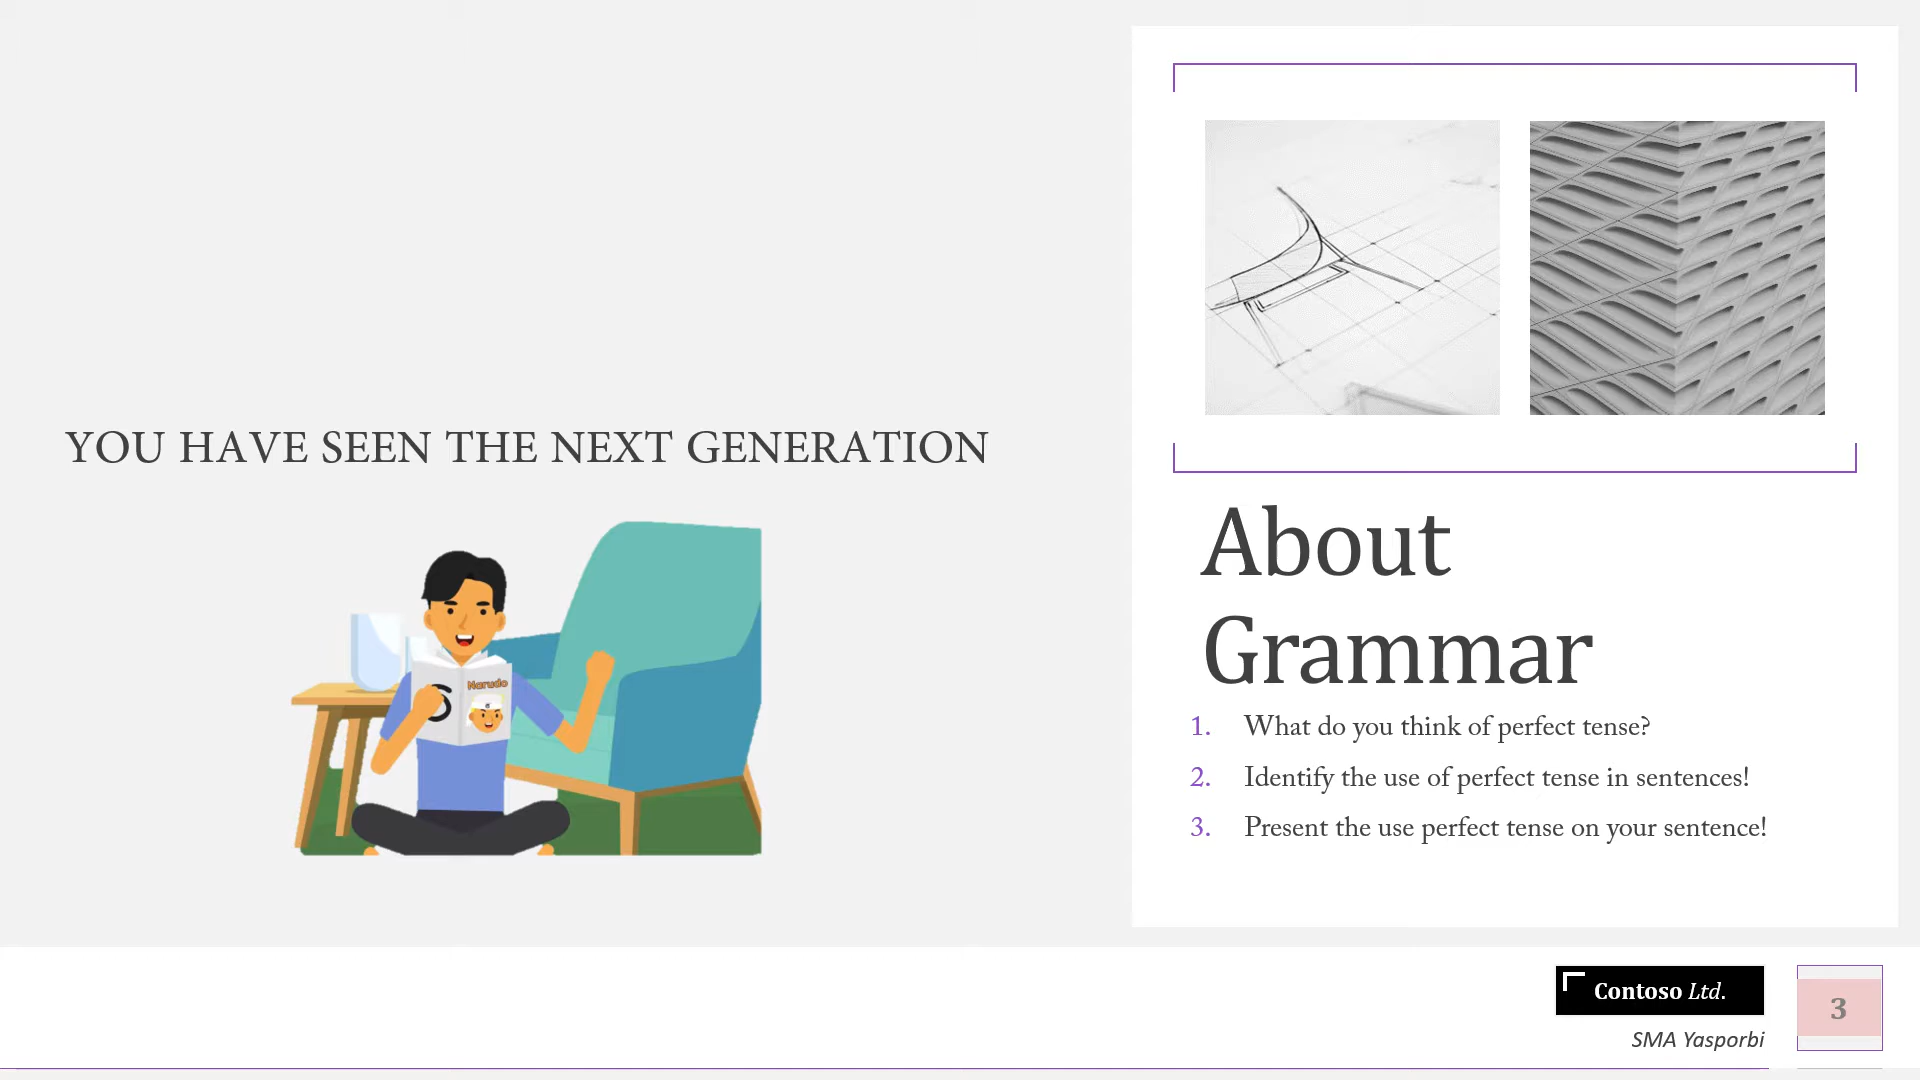 YOU HAVE SEEN THE NEXT GENERATION
Narudo
About
Grammar
1. What do you think of perfect tense?
2. Identify the use of perfect tense in sentences!
3. Present the use perfect tense on your sentence!
Contoso Ltd.
SMA Yasporbi
3